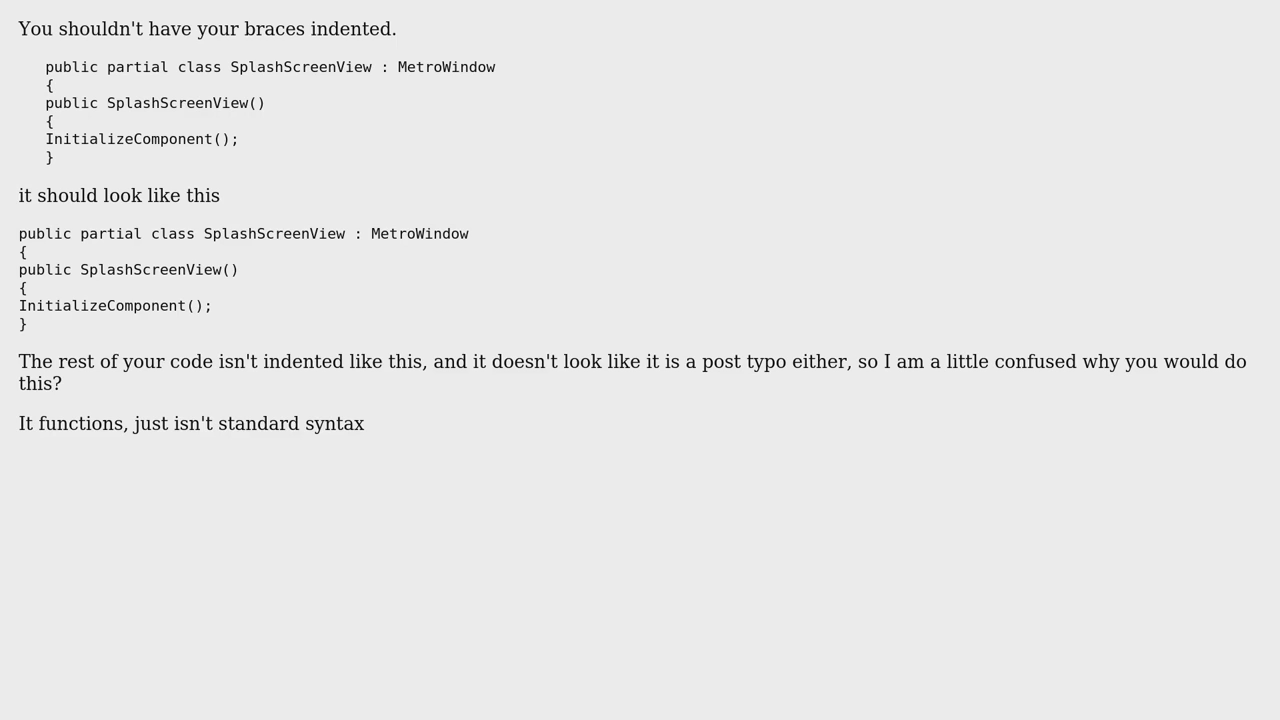 You shouldn't have your braces indented.
   public partial class SplashScreenView : MetroWindow
   {
   public SplashScreenView()
   {
   InitializeComponent();
   }
it should look like this
public partial class SplashScreenView : MetroWindow
{
public SplashScreenView()
{
InitializeComponent();
}
The rest of your code isn't indented like this, and it doesn't look like it is a post typo either, so I am a little confused why you would do
this?
It functions, just isn't standard syntax